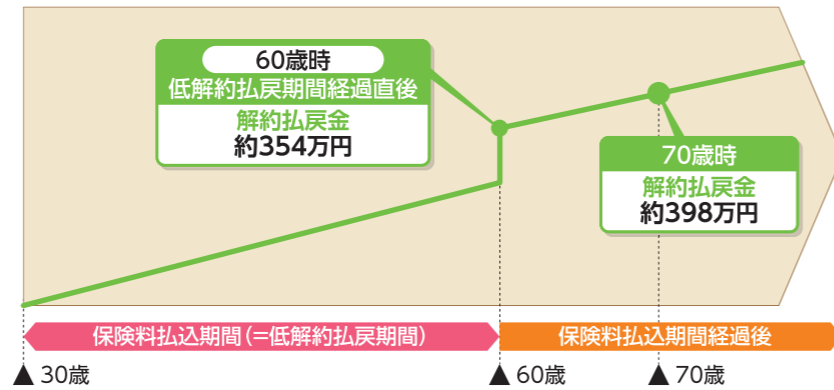 60歳時
低解約払戻期間経過直後
解約払戻金
約354万円
70歳時
解約払戻金
約398万円
保険料払込期間(=低解約払戻期間)
保険料払込期間経過後
▲30歳
▲60歳
▲70歳